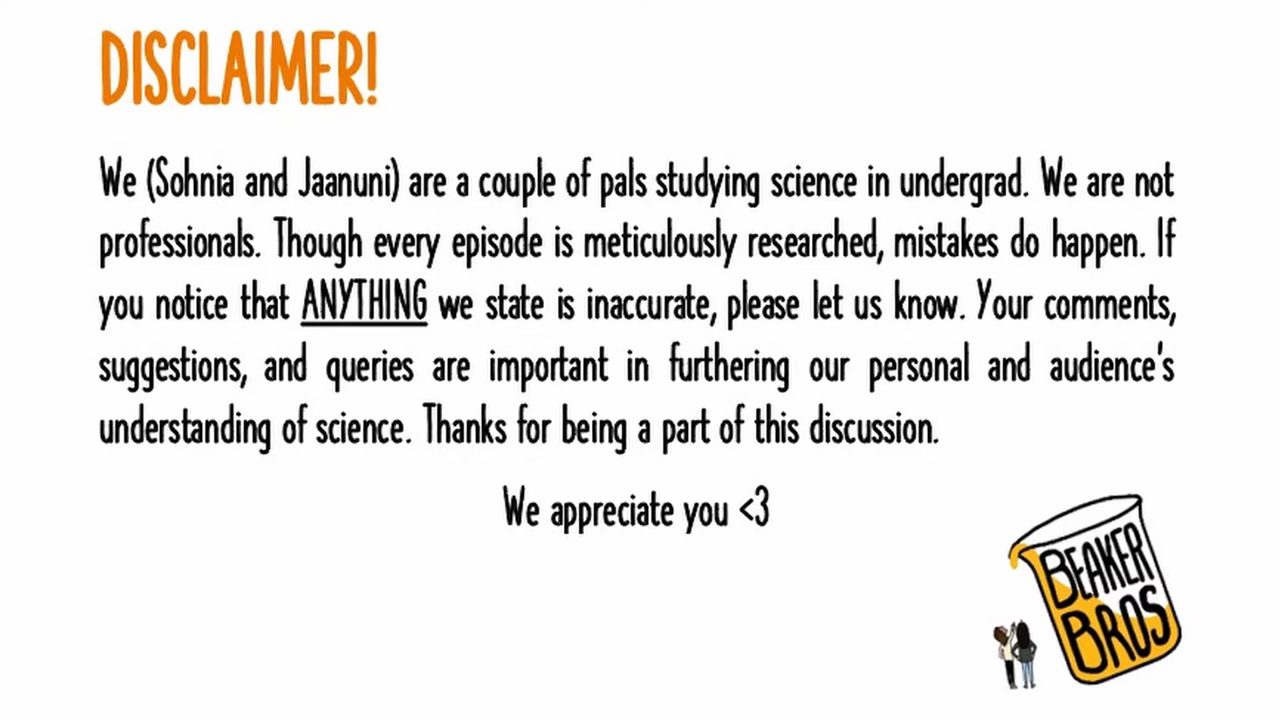 DISCLAIMER!
We (Sohnia and Jaanuni) are a couple of pals studying science in undergrad. We are not
professionals. Though every episode is meticulously researched, mistakes do happen. If
you notice that ANYTHING we state is inaccurate, please let us know. Your comments,
suggestions, and queries are important in furthering our personal and audience's
understanding of science. Thanks for being a part of this discussion.
We appreciate you <3
BEAKER
BROS